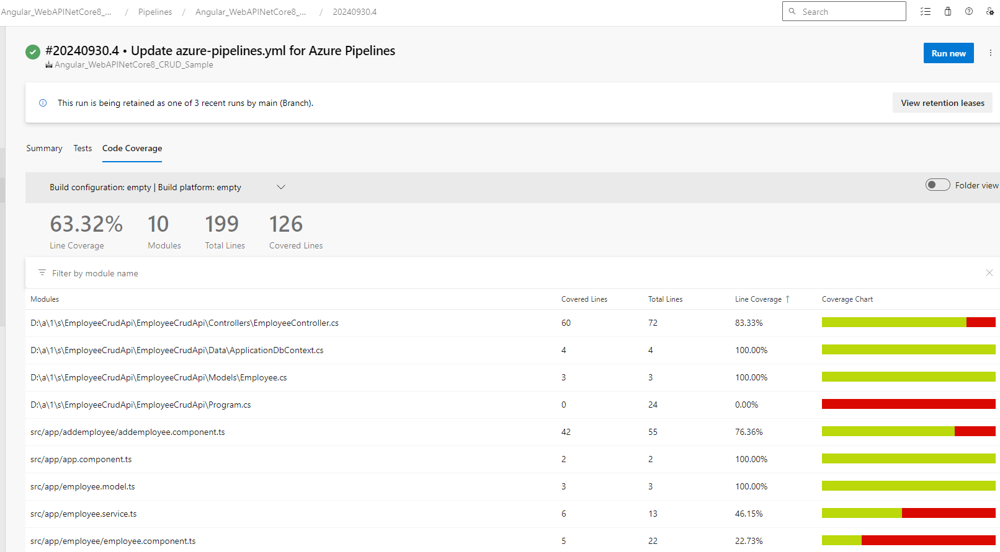 Angular_WebAPINetCore8_... / Pipelines / Angular_WebAPINetCore8_... / 20240930.4
Search
#20240930.4 • Update azure-pipelines.yml for Azure Pipelines
Run new
Angular_WebAPINetCore8_CRUD_Sample
This run is being retained as one of 3 recent runs by main (Branch).
View retention leases
Summary Tests Code Coverage
Build configuration: empty | Build platform: empty
Folder view
63.32% 10 199 126
Line Coverage Modules Total Lines Covered Lines
Filter by module name
Modules Covered Lines Total Lines Line Coverage ↑ Coverage Chart
D:\a\1\s\EmployeeCrudApi\EmployeeCrudApi\Controllers\EmployeeController.cs 60 72 83.33%
D:\a\1\s\EmployeeCrudApi\EmployeeCrudApi\Data\ApplicationDbContext.cs 4 4 100.00%
D:\a\1\s\EmployeeCrudApi\EmployeeCrudApi\Models\Employee.cs 3 3 100.00%
D:\a\1\s\EmployeeCrudApi\EmployeeCrudApi\Program.cs 0 24 0.00%
src/app/addemployee/addemployee.component.ts 42 55 76.36%
src/app/app.component.ts 2 2 100.00%
src/app/employee.model.ts 3 3 100.00%
src/app/employee.service.ts 6 13 46.15%
src/app/employee/employee.component.ts 5 22 22.73%